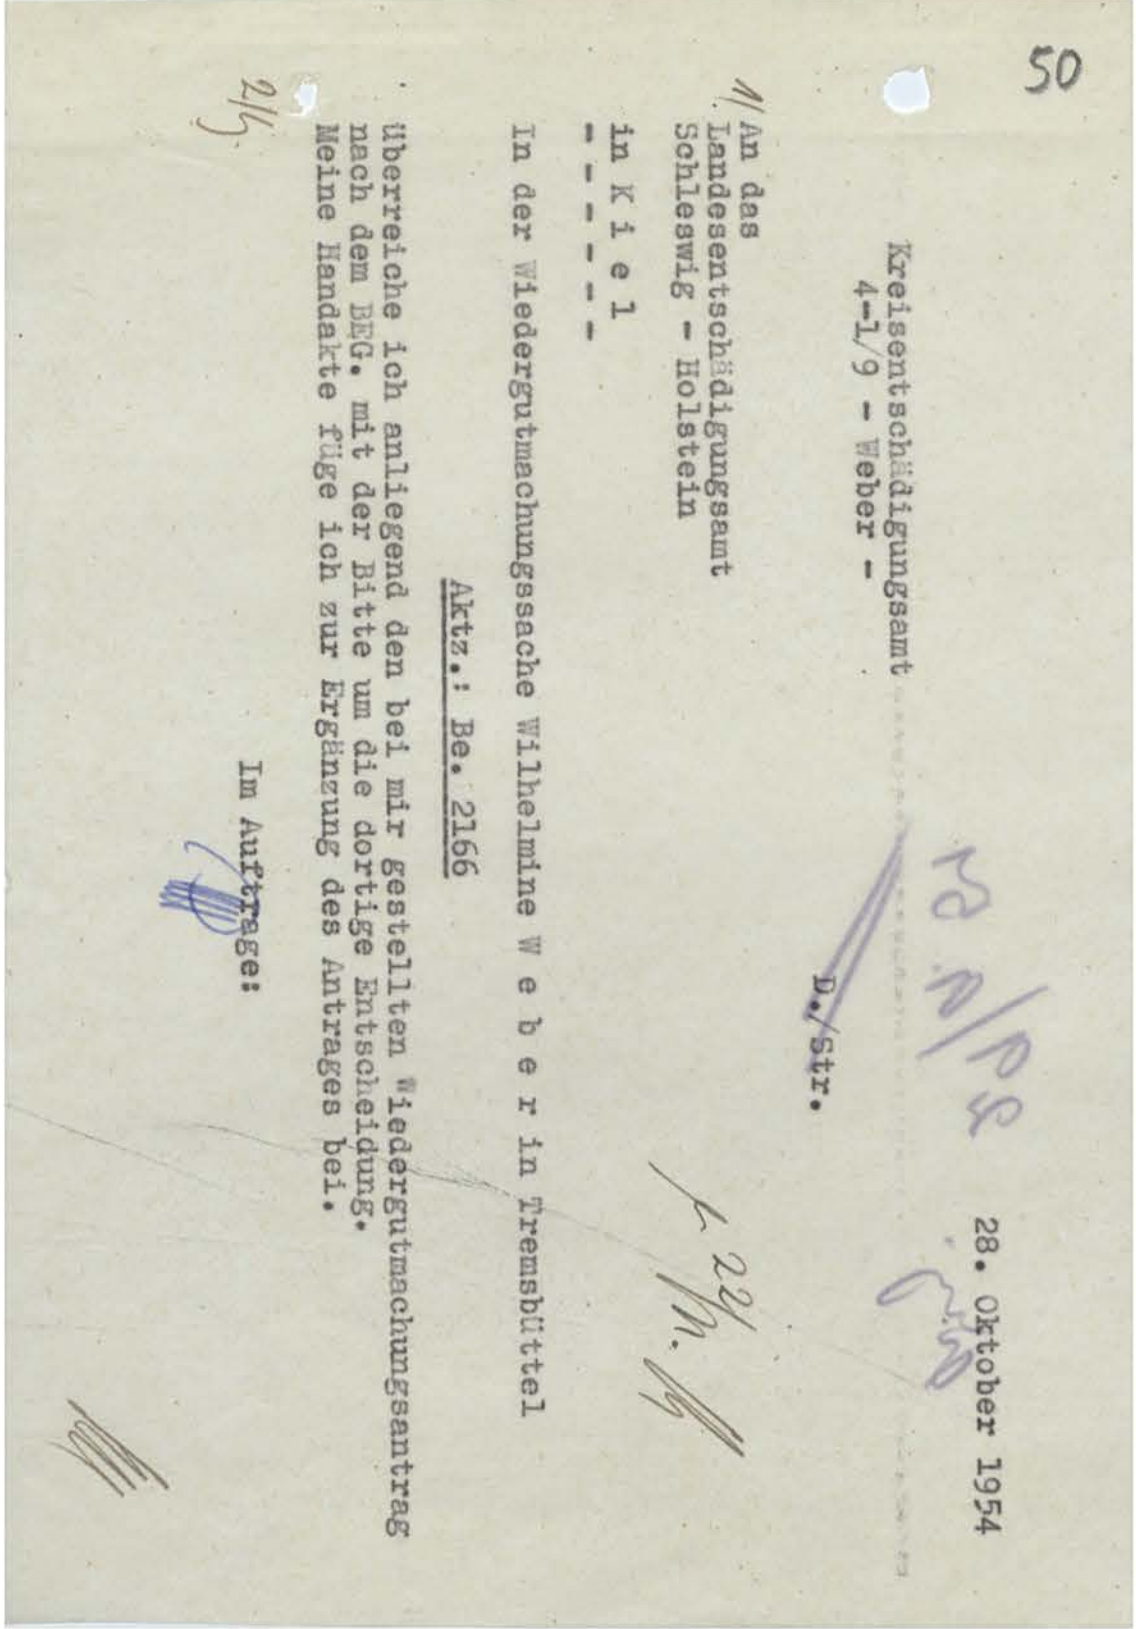 50
28. Oktober 1954
Kreisentschädigungsamt
4-1/9 - Weber -
D./Str.
1/ An das
Landesentschädigungsamt
Schleswig - Holstein
in K i e l
- - - - - -
In der Wiedergutmachungssache Wilhelmine W e b e r in Tremsbüttel
Aktz.: Be. 2166
überreiche ich anliegend den bei mir gestellten Wiedergutmachungsantrag
nach dem BEG. mit der Bitte um die dortige Entscheidung.
Meine Handakte füge ich zur Ergänzung des Antrages bei.
Im Auftrage: